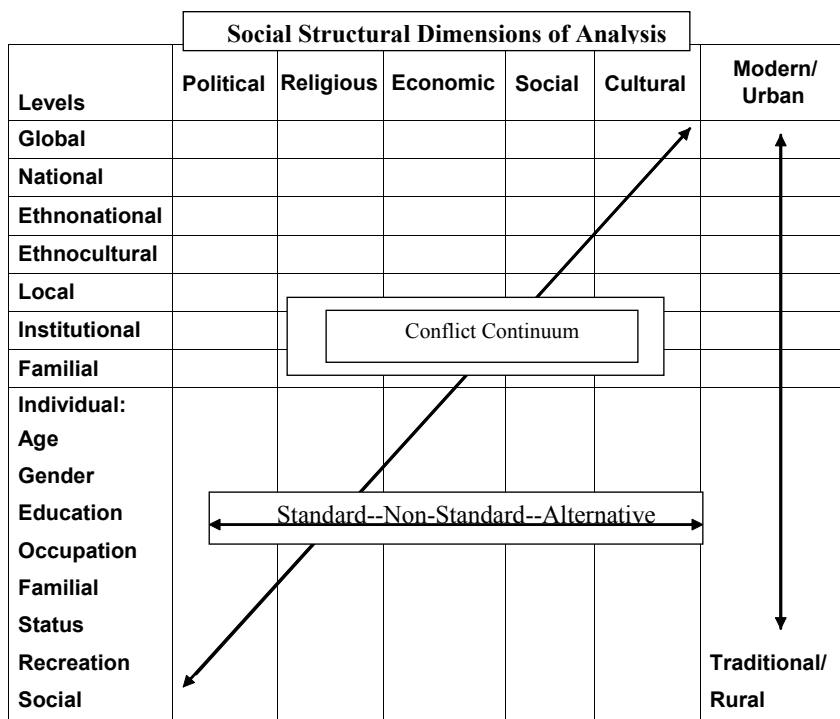 Social Structural Dimensions of Analysis
Levels
Political
Religious
Economic
Social
Cultural
Modern/
Urban
Global
National
Ethnonational
Ethnocultural
Local
Institutional
Conflict Continuum
Familial
Individual:
Age
Gender
Education
Standard--Non-Standard--Alternative
Occupation
Familial
Status
Recreation
Traditional/
Social
Rural